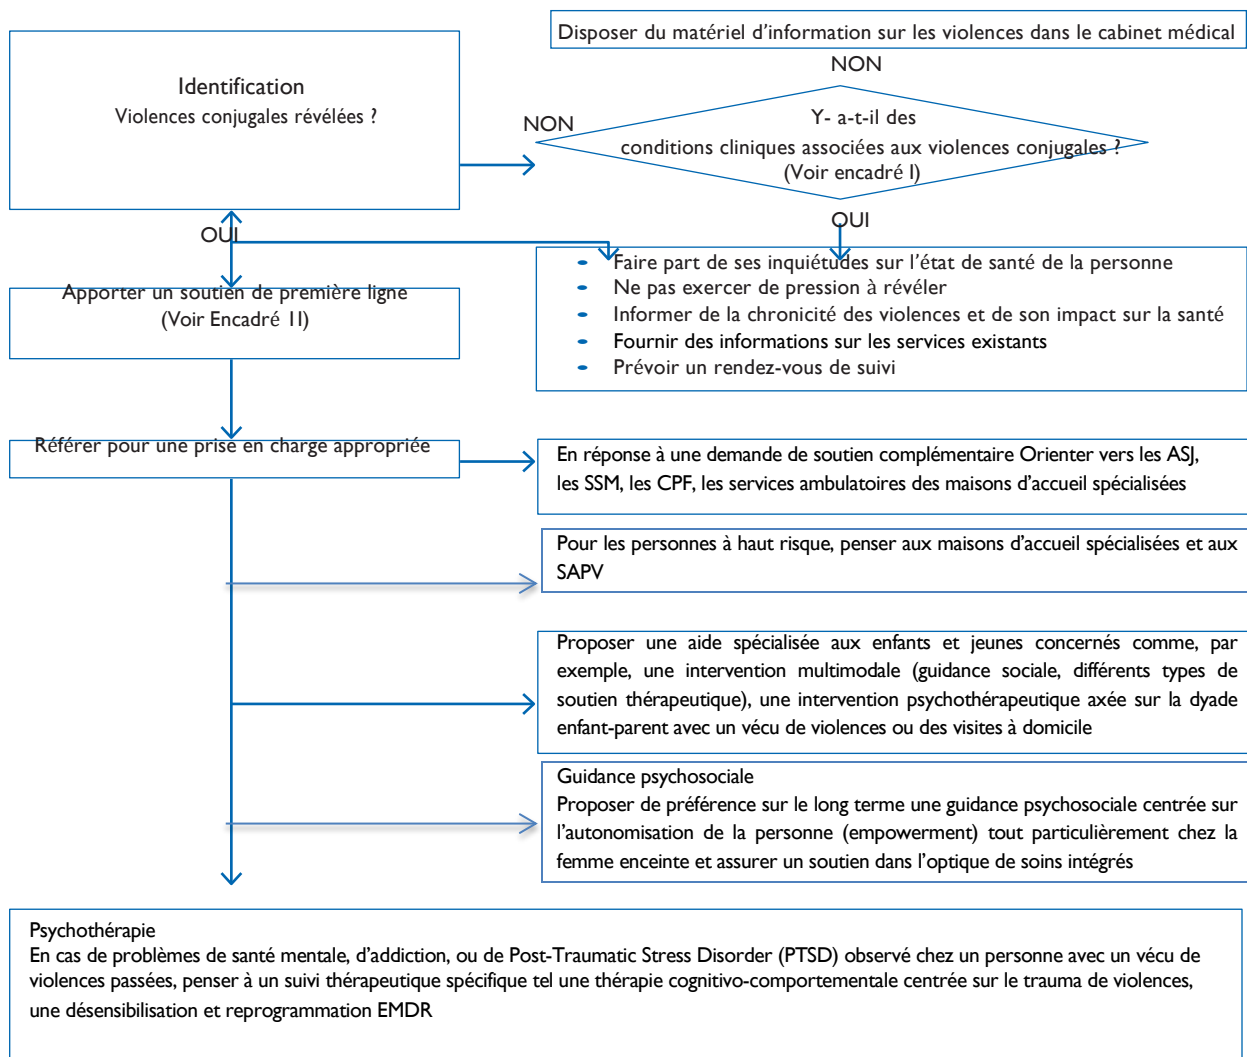 Disposer du matériel d'information sur les violences dans le cabinet médical
Identification
Violences conjugales révélées ?
NON
NON
Y- a-t-il des
conditions cliniques associées aux violences conjugales ?
(Voir encadré I)
OUI
OUI
• Faire part de ses inquiétudes sur l'état de santé de la personne
• Ne pas exercer de pression à révéler
• Informer de la chronicité des violences et de son impact sur la santé
• Fournir des informations sur les services existants
• Prévoir un rendez-vous de suivi
Apporter un soutien de première ligne
(Voir Encadré 1I)
Référer pour une prise en charge appropriée
En réponse à une demande de soutien complémentaire Orienter vers les ASJ,
les SSM, les CPF, les services ambulatoires des maisons d'accueil spécialisées
Pour les personnes à haut risque, penser aux maisons d'accueil spécialisées et aux
SAPV
Proposer une aide spécialisée aux enfants et jeunes concernés comme, par
exemple, une intervention multimodale (guidance sociale, différents types de
soutien thérapeutique), une intervention psychothérapeutique axée sur la dyade
enfant-parent avec un vécu de violences ou des visites à domicile
Guidance psychosociale
Proposer de préférence sur le long terme une guidance psychosociale centrée sur
l'autonomisation de la personne (empowerment) tout particulièrement chez la
femme enceinte et assurer un soutien dans l'optique de soins intégrés
Psychothérapie
En cas de problèmes de santé mentale, d'addiction, ou de Post-Traumatic Stress Disorder (PTSD) observé chez un personne avec un vécu de
violences passées, penser à un suivi thérapeutique spécifique tel une thérapie cognitivo-comportementale centrée sur le trauma de violences,
une désensibilisation et reprogrammation EMDR